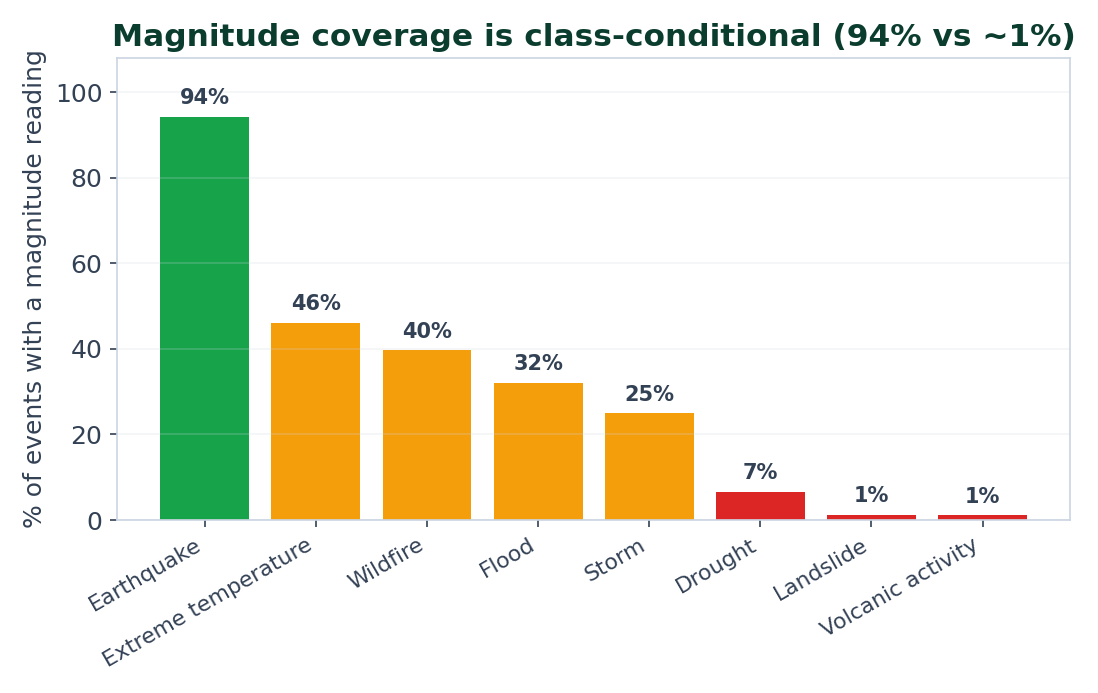 Magnitude coverage is class-conditional (94% vs ~1%)
% of events with a magnitude reading
100
80
60
40
20
0
94%
46%
40%
32%
25%
7%
1%
1%
Earthquake
Extreme temperature
Wildfire
Flood
Storm
Drought
Landslide
Volcanic activity